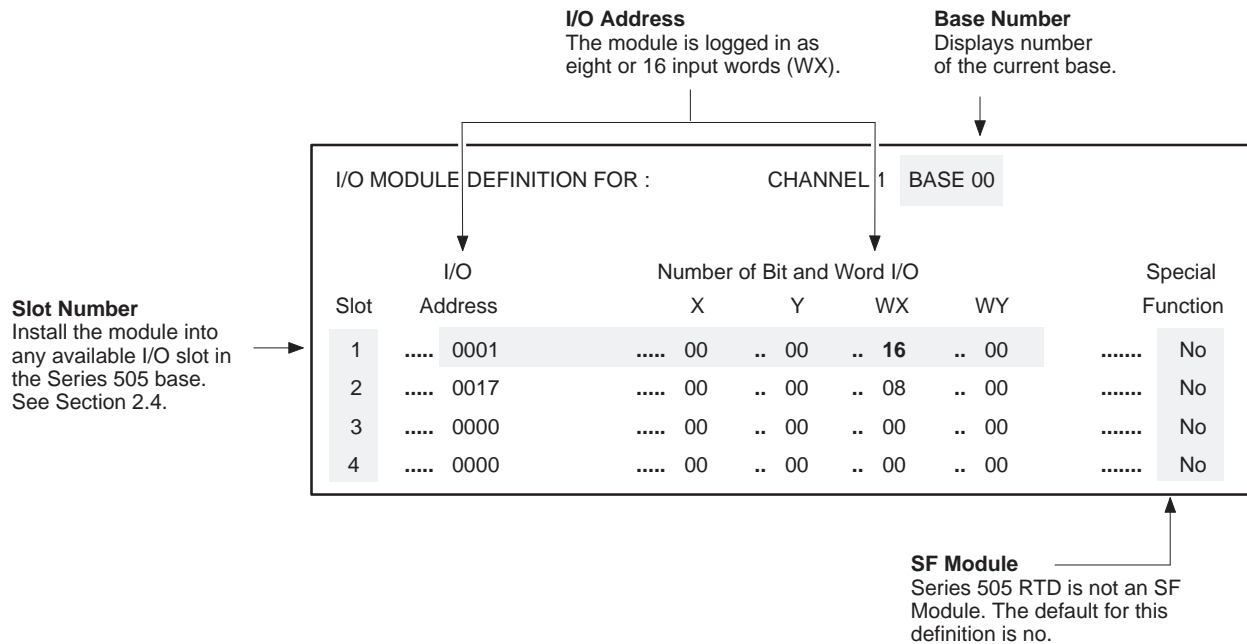 I/O Address
The module is logged in as
eight or 16 input words (WX).
Base Number
Displays number
of the current base.
I/O MODULE DEFINITION FOR : CHANNEL 1 BASE 00
I/O Number of Bit and Word I/O Special
Slot Address X Y WX WY Function
1 ..... 0001 ..... 00 .. 00 .. 16 .. 00 ....... No
2 ..... 0017 ..... 00 .. 00 .. 08 .. 00 ....... No
3 ..... 0000 ..... 00 .. 00 .. 00 .. 00 ....... No
4 ..... 0000 ..... 00 .. 00 .. 00 .. 00 ....... No
Slot Number
Install the module into
any available I/O slot in
the Series 505 base.
See Section 2.4.
SF Module
Series 505 RTD is not an SF
Module. The default for this
definition is no.